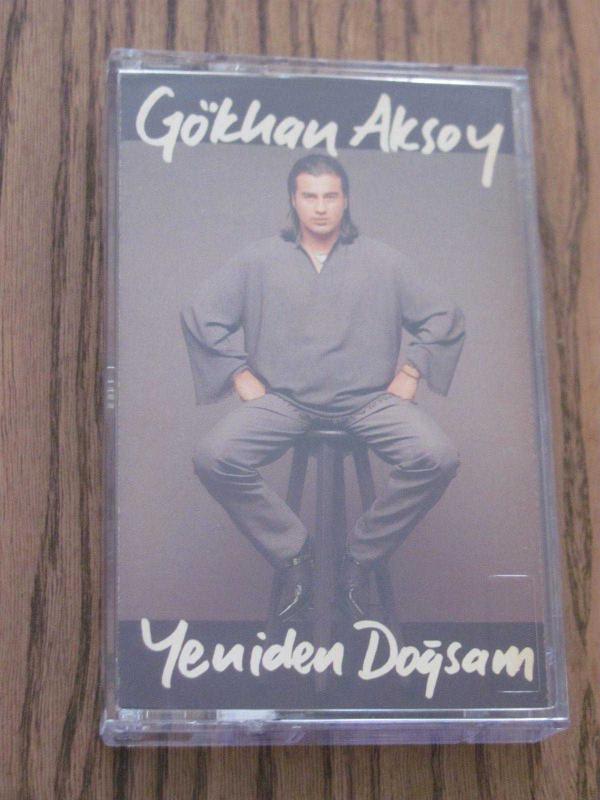 Gökhan Aksoy
Yeniden Doğsam